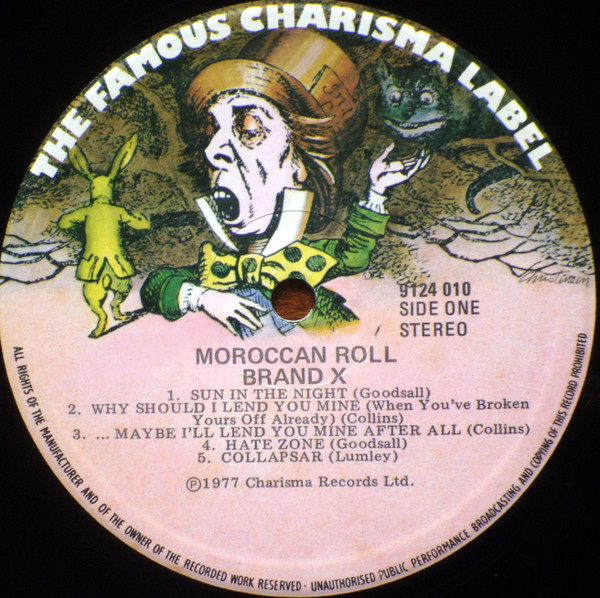 THE FAMOUS CHARISMA LABEL
9124 010
SIDE ONE
STEREO
MOROCCAN ROLL
BRAND X
1. SUN IN THE NIGHT (Goodsall)
2. WHY SHOULD I LEND YOU MINE (When You've Broken
Yours Off Already) (Collins)
3. ... MAYBE I'LL LEND YOU MINE AFTER ALL (Collins)
4. HATE ZONE (Goodsall)
5. COLLAPSAR (Lumley)
Ⓟ1977 Charisma Records Ltd.
ALL RIGHTS OF THE MANUFACTURER AND OF THE OWNER OF THE RECORDED WORK RESERVED · UNAUTHORISED PUBLIC PERFORMANCE BROADCASTING AND COPYING OF THIS RECORD PROHIBITED